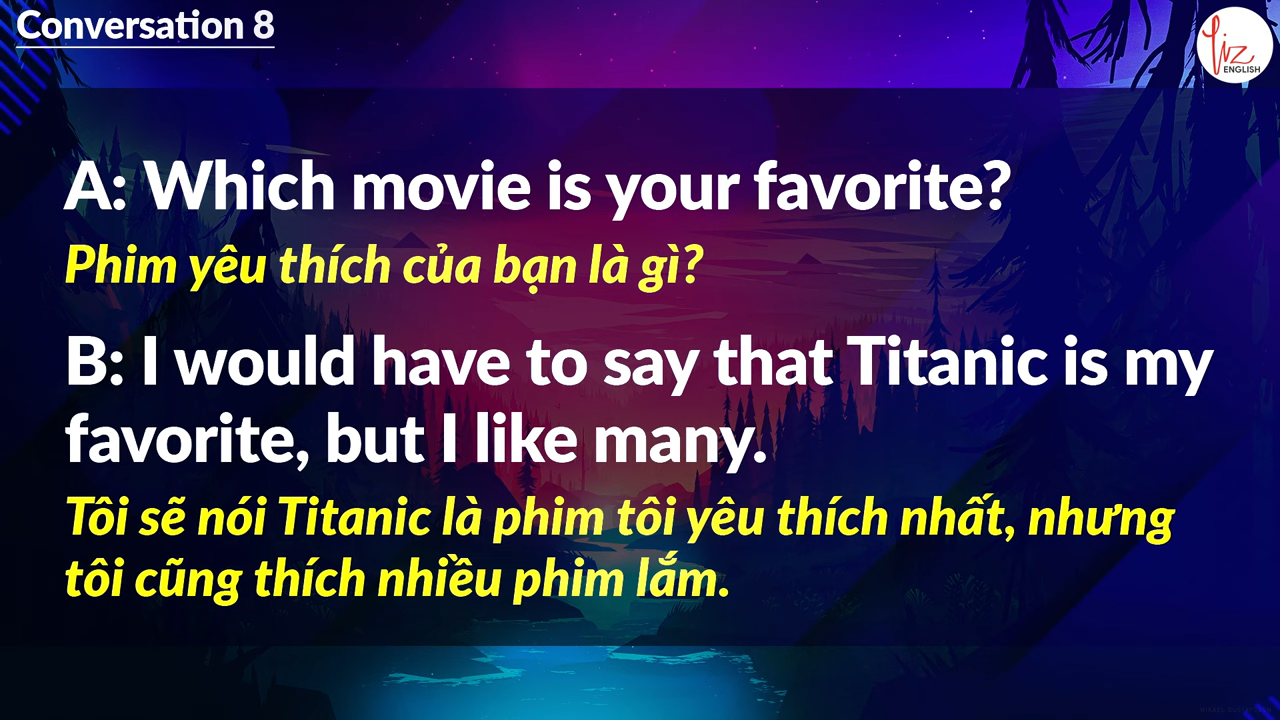 Conversation 8
Liz
ENGLISH
A: Which movie is your favorite?
Phim yêu thích của bạn là gì?
B: I would have to say that Titanic is my
favorite, but I like many.
Tôi sẽ nói Titanic là phim tôi yêu thích nhất, nhưng
tôi cũng thích nhiều phim lắm.